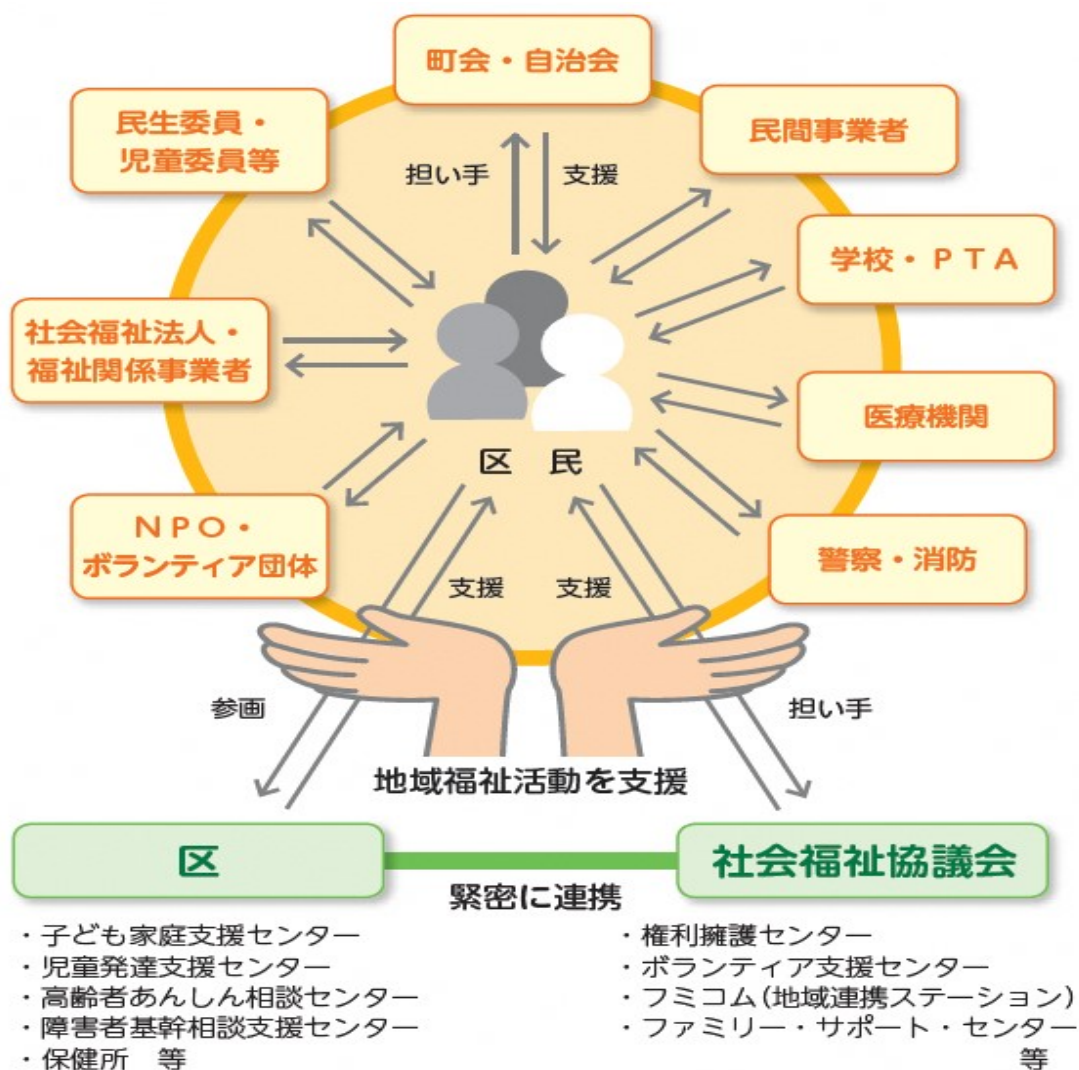 町会・自治会
民生委員・
児童委員等
民間事業者
担い手
支援
学校・PTA
社会福祉法人・
福祉関係事業者
医療機関
区民
NPO・
ボランティア団体
警察・消防
支援
支援
参画
担い手
地域福祉活動を支援
区
社会福祉協議会
緊密に連携
・子ども家庭支援センター
・児童発達支援センター
・高齢者あんしん相談センター
・障害者基幹相談支援センター
・保健所 等
・権利擁護センター
・ボランティア支援センター
・フミコム(地域連携ステーション)
・ファミリー・サポート・センター
等